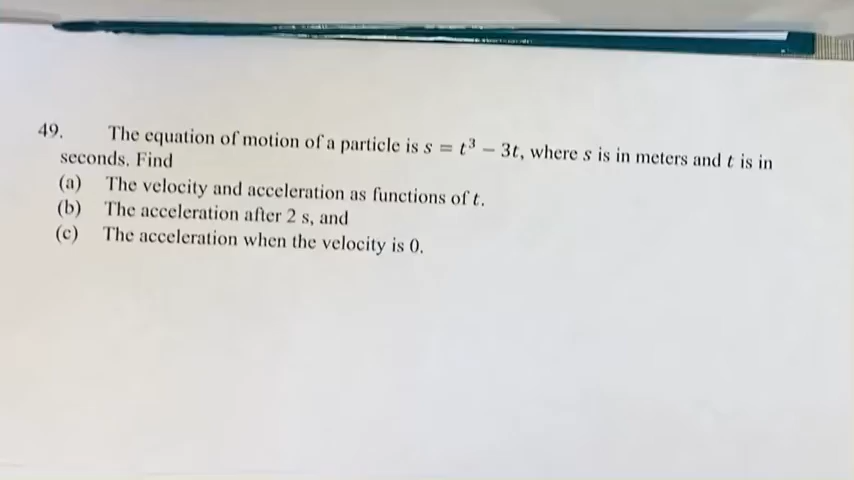 49. The equation of motion of a particle is s = t³ − 3t, where s is in meters and t is in
seconds. Find
(a) The velocity and acceleration as functions of t.
(b) The acceleration after 2 s, and
(c) The acceleration when the velocity is 0.